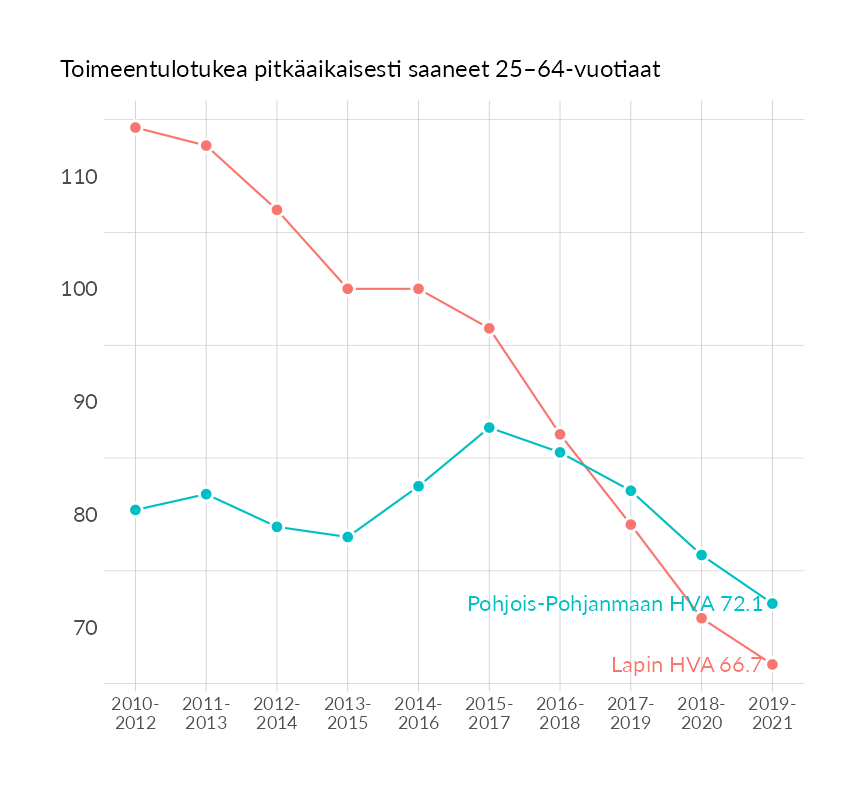 Toimeentulotukea pitkäaikaisesti saaneet 25–64-vuotiaat
110
100
90
80
70
Pohjois-Pohjanmaan HVA 72.1
Lapin HVA 66.7
2010- 2011- 2012- 2013- 2014- 2015- 2016- 2017- 2018- 2019-
2012 2013 2014 2015 2016 2017 2018 2019 2020 2021